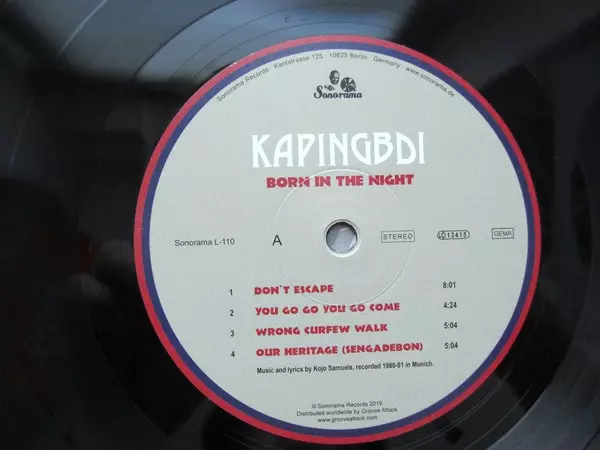 Sonorama Records · Kantstrasse 125 · 10625 Berlin · Germany · www.sonorama.de
Sonorama
KAPINGBDI
BORN IN THE NIGHT
Sonorama L-110 A STEREO LC 13415 GEMA
1 DON'T ESCAPE 8:01
2 YOU GO GO YOU GO COME 4:24
3 WRONG CURFEW WALK 5:04
4 OUR HERITAGE (SENGADEBON) 5:04
Music and lyrics by Kojo Samuels, recorded 1980-81 in Munich.
© Sonorama Records 2019
Distributed worldwide by Groove Attack
www.grooveattack.com